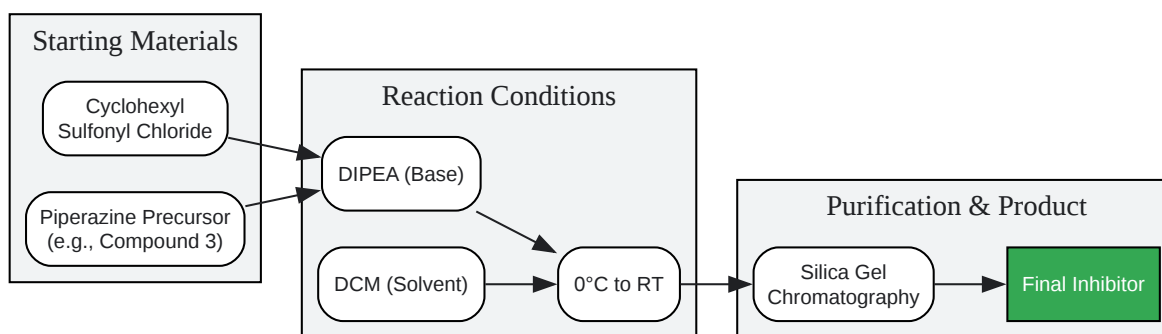 Starting Materials
Cyclohexyl
Sulfonyl Chloride
Piperazine Precursor
(e.g., Compound 3)
Reaction Conditions
DIPEA (Base)
DCM (Solvent)
0°C to RT
Purification & Product
Silica Gel
Chromatography
Final Inhibitor